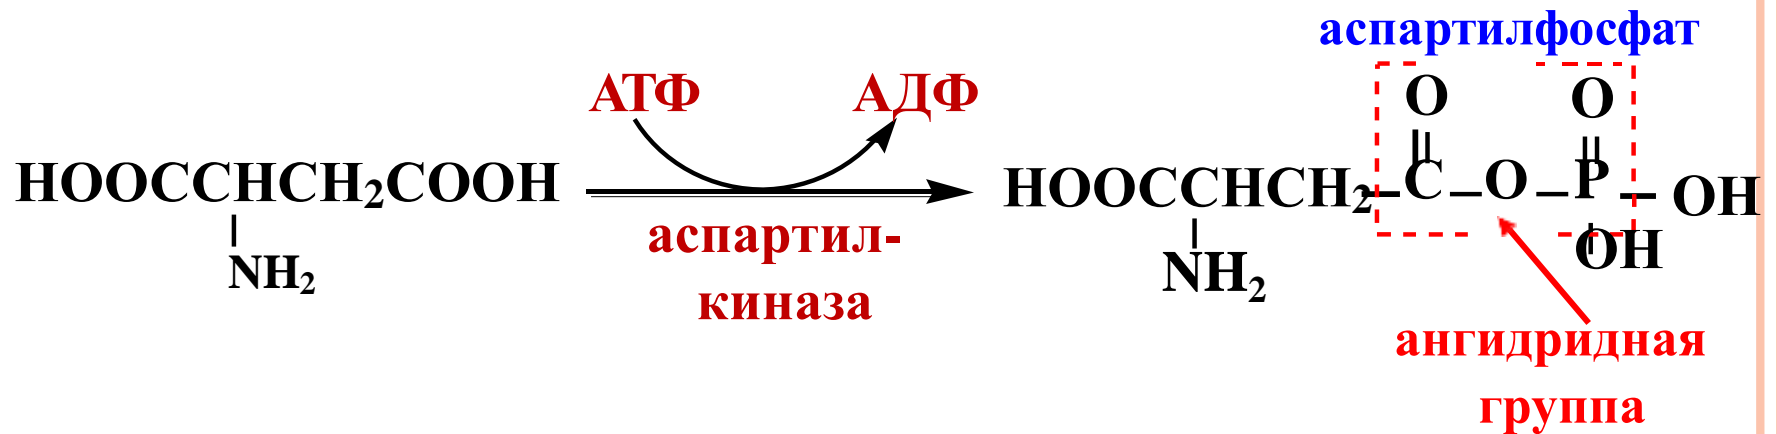 аспартилфосфат
АТФ АДФ
O O
HOOCCHCH₂COOH HOOCCHCH₂–C–O–P–OH
NH₂ NH₂ OH
аспартил-
киназа
ангидридная
группа